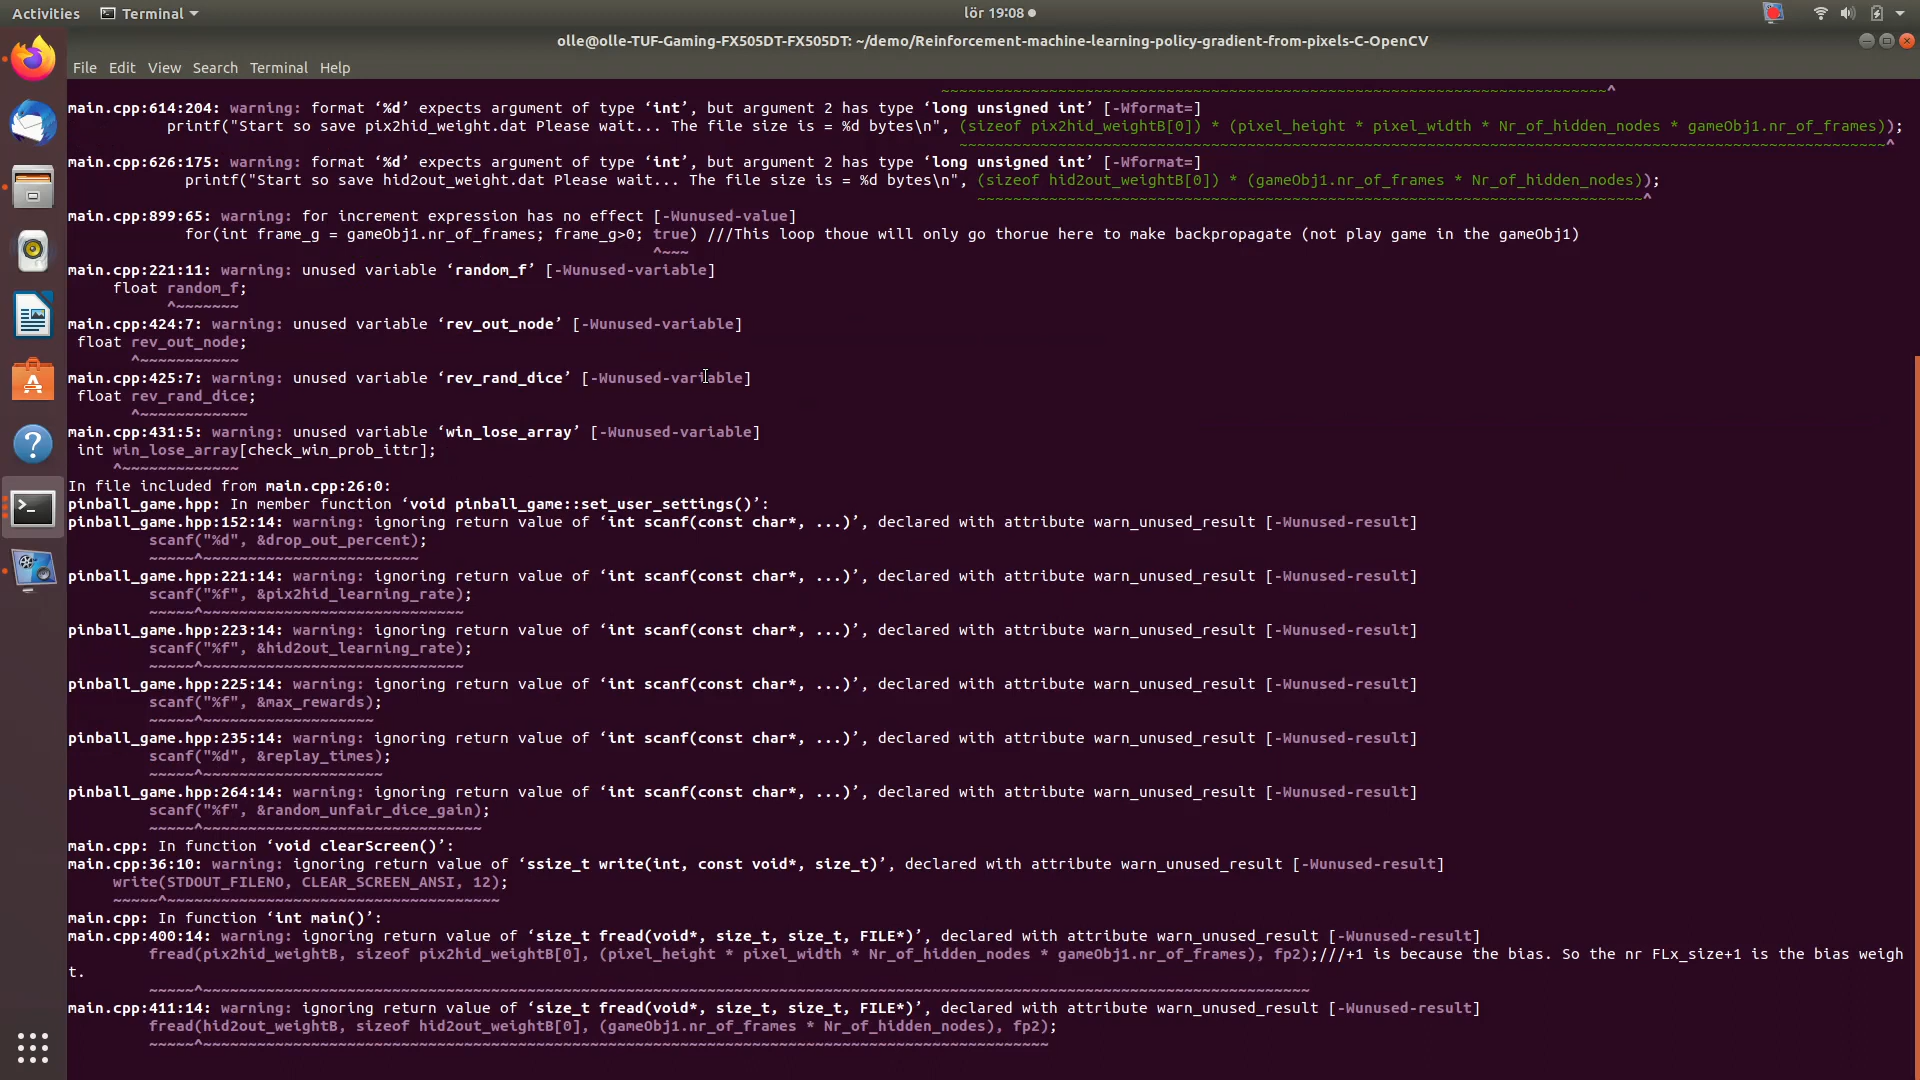 Activities Terminal lör 19:08
olle@olle-TUF-Gaming-FX505DT-FX505DT: ~/demo/Reinforcement-machine-learning-policy-gradient-from-pixels-C-OpenCV
File Edit View Search Terminal Help
~~~~~~~~~~~~~~~~~~~~~~~~~~~~~~~~~~~~~~~~~~~~~~~~~~~~~~~~~~~~~~~~~~~~~~~~~~^
main.cpp:614:204: warning: format ‘%d’ expects argument of type ‘int’, but argument 2 has type ‘long unsigned int’ [-Wformat=]
printf("Start so save pix2hid_weight.dat Please wait... The file size is = %d bytes\n", (sizeof pix2hid_weightB[0]) * (pixel_height * pixel_width * Nr_of_hidden_nodes * gameObj1.nr_of_frames));
~~~~~~~~~~~~~~~~~~~~~~~~~~~~~~~~~~~~~~~~~~~~~~~~~~~~~~~~~~~~~~~~~~~~~~~~~~~~~~~~~~~~~~~~~~~~~~~~~~~~~~~^
main.cpp:626:175: warning: format ‘%d’ expects argument of type ‘int’, but argument 2 has type ‘long unsigned int’ [-Wformat=]
printf("Start so save hid2out_weight.dat Please wait... The file size is = %d bytes\n", (sizeof hid2out_weightB[0]) * (gameObj1.nr_of_frames * Nr_of_hidden_nodes));
~~~~~~~~~~~~~~~~~~~~~~~~~~~~~~~~~~~~~~~~~~~~~~~~~~~~~~~~~~~~~~~~~~~~~~~~~~^
main.cpp:899:65: warning: for increment expression has no effect [-Wunused-value]
for(int frame_g = gameObj1.nr_of_frames; frame_g>0; true) ///This loop thoue will only go thorue here to make backpropagate (not play game in the gameObj1)
^~~~
main.cpp:221:11: warning: unused variable ‘random_f’ [-Wunused-variable]
float random_f;
^~~~~~~~
main.cpp:424:7: warning: unused variable ‘rev_out_node’ [-Wunused-variable]
float rev_out_node;
^~~~~~~~~~~~
main.cpp:425:7: warning: unused variable ‘rev_rand_dice’ [-Wunused-variable]
float rev_rand_dice;
^~~~~~~~~~~~~
main.cpp:431:5: warning: unused variable ‘win_lose_array’ [-Wunused-variable]
int win_lose_array[check_win_prob_ittr];
^~~~~~~~~~~~~~
In file included from main.cpp:26:0:
pinball_game.hpp: In member function ‘void pinball_game::set_user_settings()’:
pinball_game.hpp:152:14: warning: ignoring return value of ‘int scanf(const char*, ...)’, declared with attribute warn_unused_result [-Wunused-result]
scanf("%d", &drop_out_percent);
~~~~~^~~~~~~~~~~~~~~~~~~~~~~~~
pinball_game.hpp:221:14: warning: ignoring return value of ‘int scanf(const char*, ...)’, declared with attribute warn_unused_result [-Wunused-result]
scanf("%f", &pix2hid_learning_rate);
~~~~~^~~~~~~~~~~~~~~~~~~~~~~~~~~~~~
pinball_game.hpp:223:14: warning: ignoring return value of ‘int scanf(const char*, ...)’, declared with attribute warn_unused_result [-Wunused-result]
scanf("%f", &hid2out_learning_rate);
~~~~~^~~~~~~~~~~~~~~~~~~~~~~~~~~~~~
pinball_game.hpp:225:14: warning: ignoring return value of ‘int scanf(const char*, ...)’, declared with attribute warn_unused_result [-Wunused-result]
scanf("%f", &max_rewards);
~~~~~^~~~~~~~~~~~~~~~~~~~
pinball_game.hpp:235:14: warning: ignoring return value of ‘int scanf(const char*, ...)’, declared with attribute warn_unused_result [-Wunused-result]
scanf("%d", &replay_times);
~~~~~^~~~~~~~~~~~~~~~~~~~~
pinball_game.hpp:264:14: warning: ignoring return value of ‘int scanf(const char*, ...)’, declared with attribute warn_unused_result [-Wunused-result]
scanf("%f", &random_unfair_dice_gain);
~~~~~^~~~~~~~~~~~~~~~~~~~~~~~~~~~~~~~
main.cpp: In function ‘void clearScreen()’:
main.cpp:36:10: warning: ignoring return value of ‘ssize_t write(int, const void*, size_t)’, declared with attribute warn_unused_result [-Wunused-result]
write(STDOUT_FILENO, CLEAR_SCREEN_ANSI, 12);
~~~~~^~~~~~~~~~~~~~~~~~~~~~~~~~~~~~~~~~~~~~
main.cpp: In function ‘int main()’:
main.cpp:400:14: warning: ignoring return value of ‘size_t fread(void*, size_t, size_t, FILE*)’, declared with attribute warn_unused_result [-Wunused-result]
fread(pix2hid_weightB, sizeof pix2hid_weightB[0], (pixel_height * pixel_width * Nr_of_hidden_nodes * gameObj1.nr_of_frames), fp2);///+1 is because the bias. So the nr FLx_size+1 is the bias weigh
t.
~~~~~^~~~~~~~~~~~~~~~~~~~~~~~~~~~~~~~~~~~~~~~~~~~~~~~~~~~~~~~~~~~~~~~~~~~~~~~~~~~~~~~~~~~~~~~~~~~~~~~~~~~~~~~~~~~~~~~~~~~~~~~~~~
main.cpp:411:14: warning: ignoring return value of ‘size_t fread(void*, size_t, size_t, FILE*)’, declared with attribute warn_unused_result [-Wunused-result]
fread(hid2out_weightB, sizeof hid2out_weightB[0], (gameObj1.nr_of_frames * Nr_of_hidden_nodes), fp2);
~~~~~^~~~~~~~~~~~~~~~~~~~~~~~~~~~~~~~~~~~~~~~~~~~~~~~~~~~~~~~~~~~~~~~~~~~~~~~~~~~~~~~~~~~~~~~~~~~~~